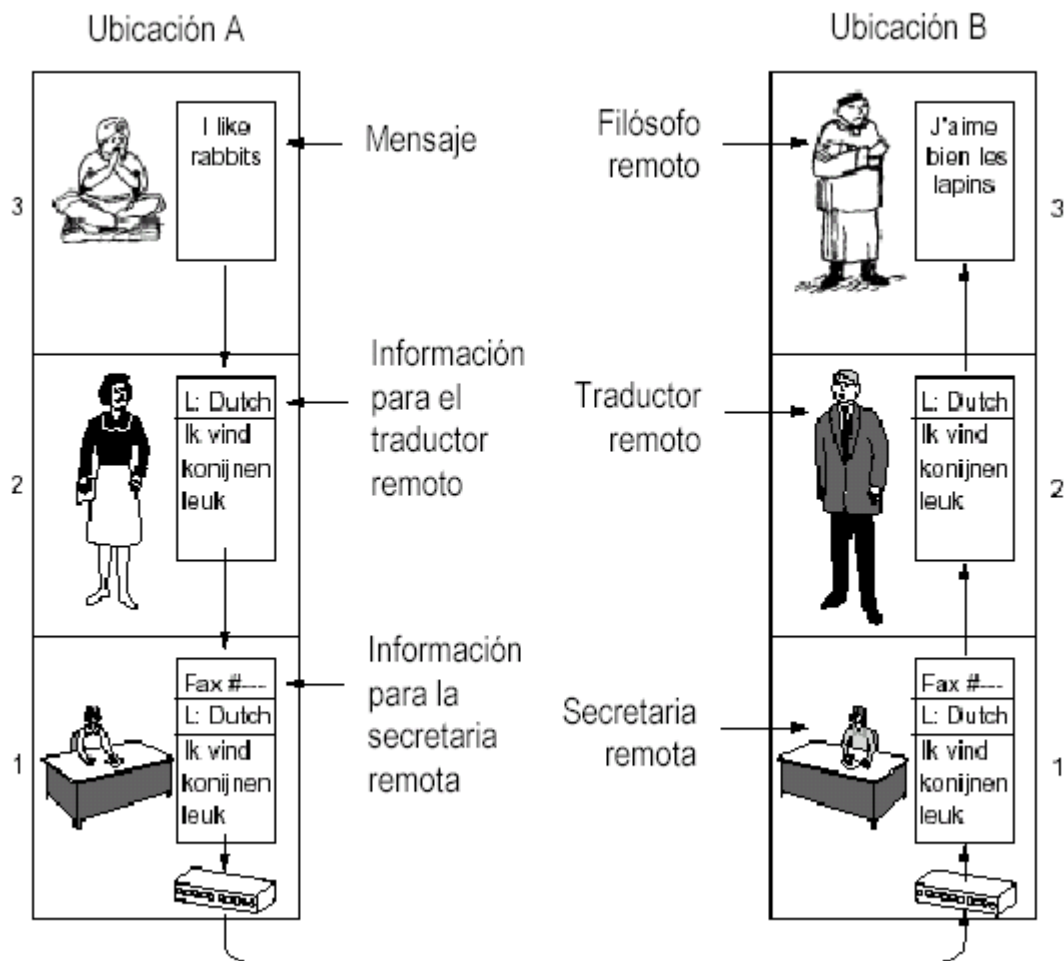 Ubicación A
Ubicación B
3
I like
rabbits
Mensaje
Filósofo
remoto
J'aime
bien les
lapins
3
2
L: Dutch
Ik vind
konijnen
leuk
Información
para el
traductor
remoto
Traductor
remoto
L: Dutch
Ik vind
konijnen
leuk
2
1
Fax #----
L: Dutch
Ik vind
konijnen
leuk
Información
para la
secretaria
remota
Secretaria
remota
Fax #----
L: Dutch
Ik vind
konijnen
leuk
1